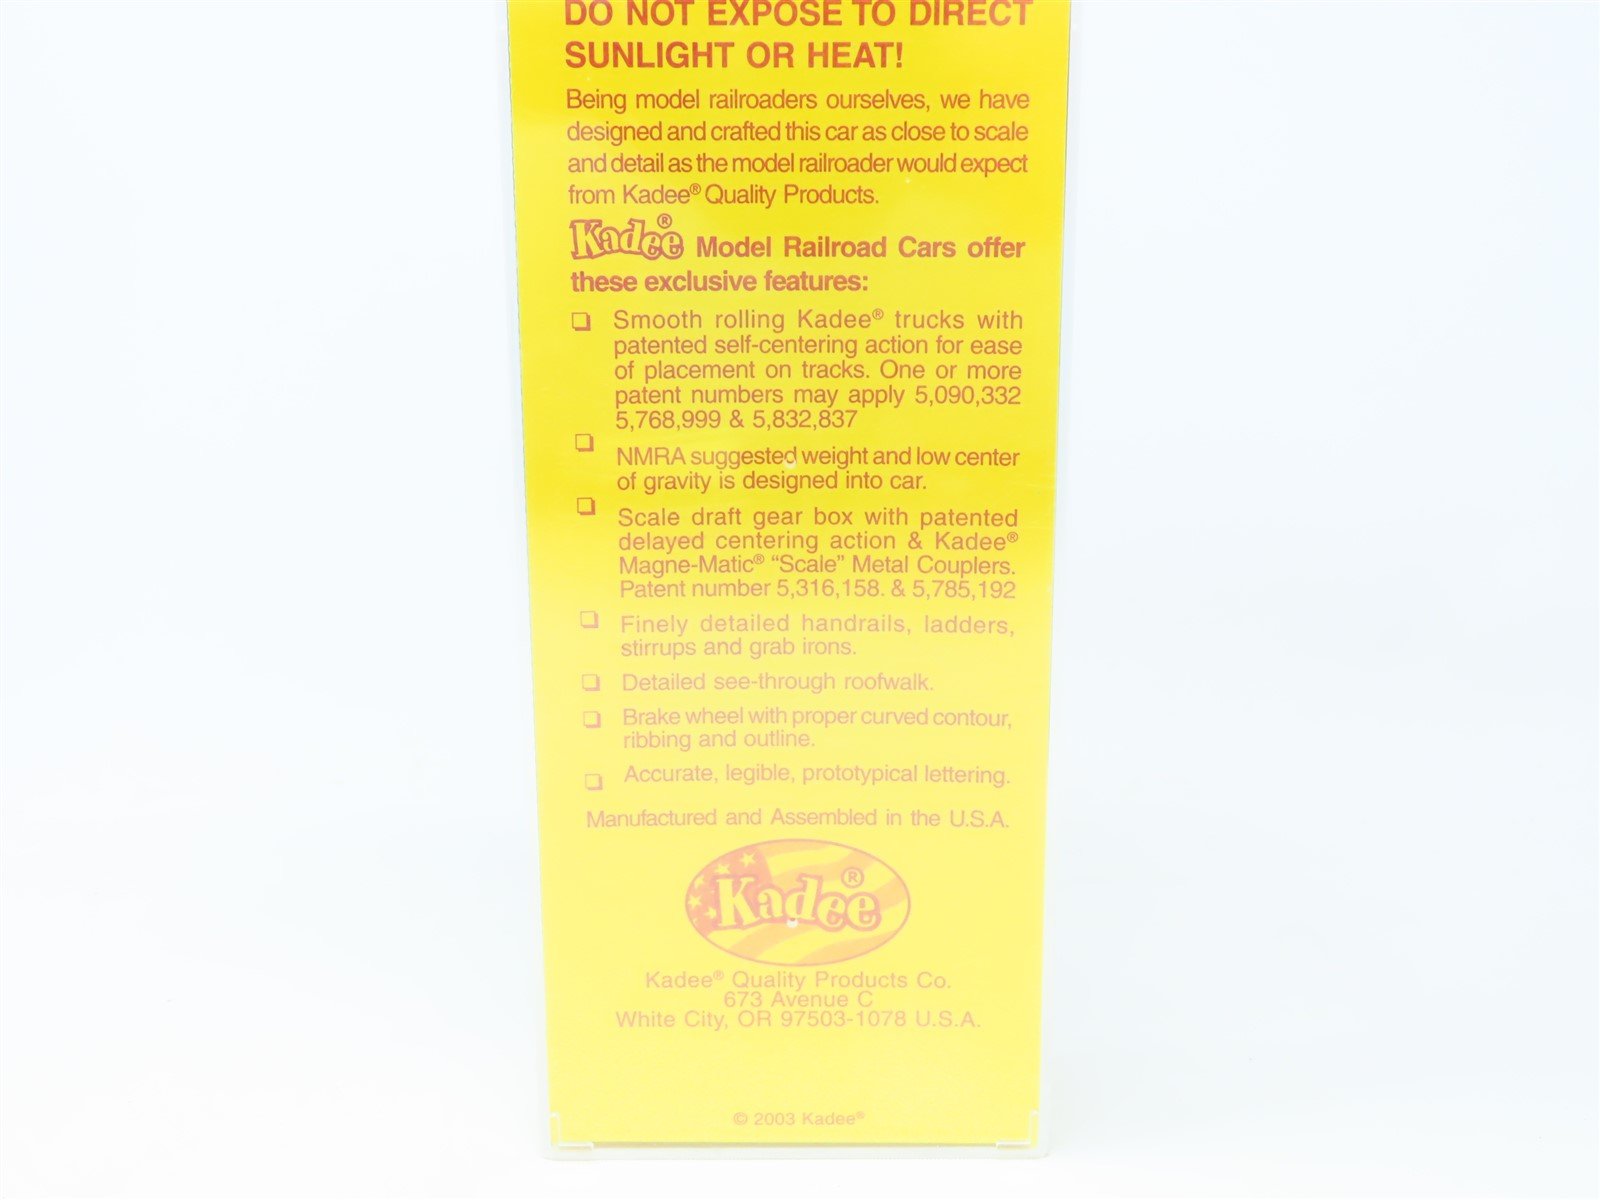 DO NOT EXPOSE TO DIRECT
SUNLIGHT OR HEAT!
Being model railroaders ourselves, we have
designed and crafted this car as close to scale
and detail as the model railroader would expect
from Kadee® Quality Products.
Kadee® Model Railroad Cars offer
these exclusive features:
❏ Smooth rolling Kadee® trucks with
patented self-centering action for ease
of placement on tracks. One or more
patent numbers may apply 5,090,332
5,768,999 & 5,832,837
❏ NMRA suggested weight and low center
of gravity is designed into car.
❏ Scale draft gear box with patented
delayed centering action & Kadee®
Magne-Matic® “Scale” Metal Couplers.
Patent number 5,316,158. & 5,785,192
❏ Finely detailed handrails, ladders,
stirrups and grab irons.
❏ Detailed see-through roofwalk.
❏ Brake wheel with proper curved contour,
ribbing and outline.
❏ Accurate, legible, prototypical lettering.
Manufactured and Assembled in the U.S.A.
Kadee®
Kadee® Quality Products Co.
673 Avenue C
White City, OR 97503-1078 U.S.A.
© 2003 Kadee®